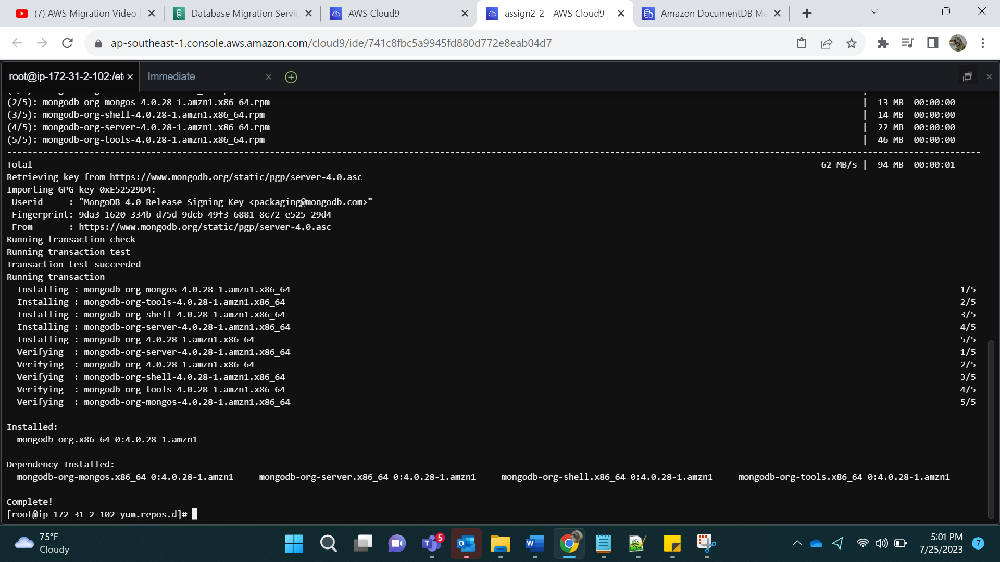 (7) AWS Migration Video
Database Migration Servic
AWS Cloud9
assign2-2 - AWS Cloud9
Amazon DocumentDB Ma
ap-southeast-1.console.aws.amazon.com/cloud9/ide/741c8fbc5a9945fd880d772e8eab04d7
root@ip-172-31-2-102:/et
Immediate
(2/5): mongodb-org-mongos-4.0.28-1.amzn1.x86_64.rpm | 13 MB 00:00:00
(3/5): mongodb-org-shell-4.0.28-1.amzn1.x86_64.rpm | 14 MB 00:00:00
(4/5): mongodb-org-server-4.0.28-1.amzn1.x86_64.rpm | 22 MB 00:00:00
(5/5): mongodb-org-tools-4.0.28-1.amzn1.x86_64.rpm | 46 MB 00:00:00
Total 62 MB/s | 94 MB 00:00:01
Retrieving key from https://www.mongodb.org/static/pgp/server-4.0.asc
Importing GPG key 0xE52529D4:
Userid : "MongoDB 4.0 Release Signing Key <packaging@mongodb.com>"
Fingerprint: 9da3 1620 334b d75d 9dcb 49f3 6881 8c72 e525 29d4
From : https://www.mongodb.org/static/pgp/server-4.0.asc
Running transaction check
Running transaction test
Transaction test succeeded
Running transaction
Installing : mongodb-org-mongos-4.0.28-1.amzn1.x86_64 1/5
Installing : mongodb-org-tools-4.0.28-1.amzn1.x86_64 2/5
Installing : mongodb-org-shell-4.0.28-1.amzn1.x86_64 3/5
Installing : mongodb-org-server-4.0.28-1.amzn1.x86_64 4/5
Installing : mongodb-org-4.0.28-1.amzn1.x86_64 5/5
Verifying : mongodb-org-server-4.0.28-1.amzn1.x86_64 1/5
Verifying : mongodb-org-4.0.28-1.amzn1.x86_64 2/5
Verifying : mongodb-org-shell-4.0.28-1.amzn1.x86_64 3/5
Verifying : mongodb-org-tools-4.0.28-1.amzn1.x86_64 4/5
Verifying : mongodb-org-mongos-4.0.28-1.amzn1.x86_64 5/5
Installed:
mongodb-org.x86_64 0:4.0.28-1.amzn1
Dependency Installed:
mongodb-org-mongos.x86_64 0:4.0.28-1.amzn1 mongodb-org-server.x86_64 0:4.0.28-1.amzn1 mongodb-org-shell.x86_64 0:4.0.28-1.amzn1 mongodb-org-tools.x86_64 0:4.0.28-1.amzn1
Complete!
[root@ip-172-31-2-102 yum.repos.d]#
75°F
Cloudy
5
5:01 PM
7/25/2023
7